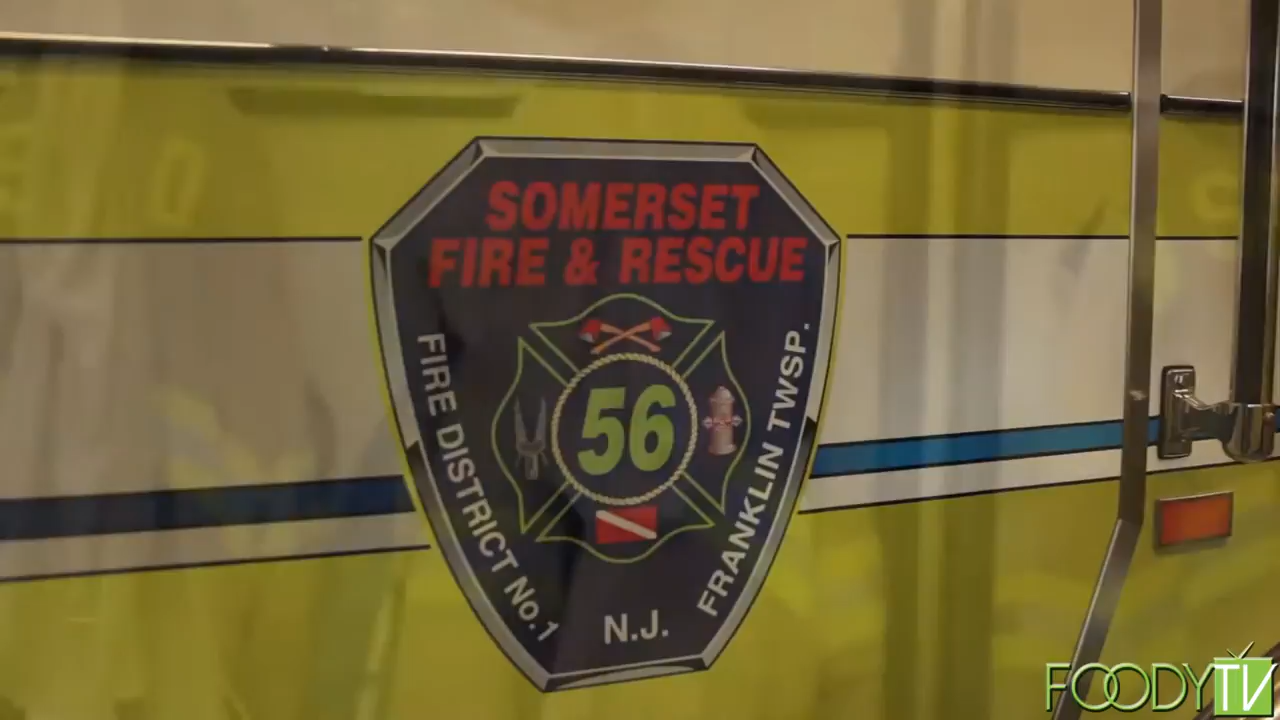 SOMERSET
FIRE & RESCUE
FIRE DISTRICT No.1
56
FRANKLIN TWSP.
N.J.
FOODYTV